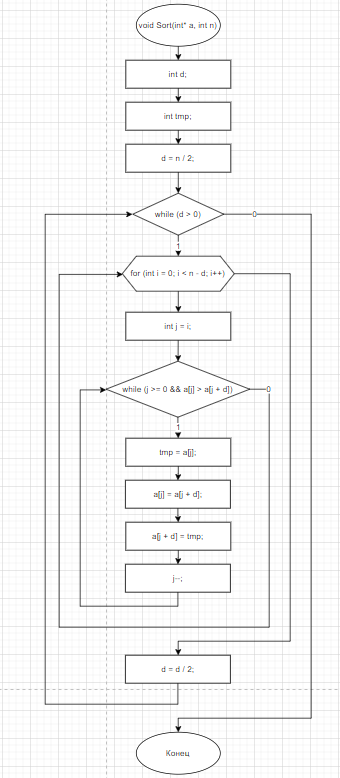 void Sort(int* a, int n)
int d;
int tmp;
d = n / 2;
while (d > 0)
0
1
for (int i = 0; i < n - d; i++)
int j = i;
while (j >= 0 && a[j] > a[j + d])
0
1
tmp = a[j];
a[j] = a[j + d];
a[j + d] = tmp;
j--;
d = d / 2;
Конец